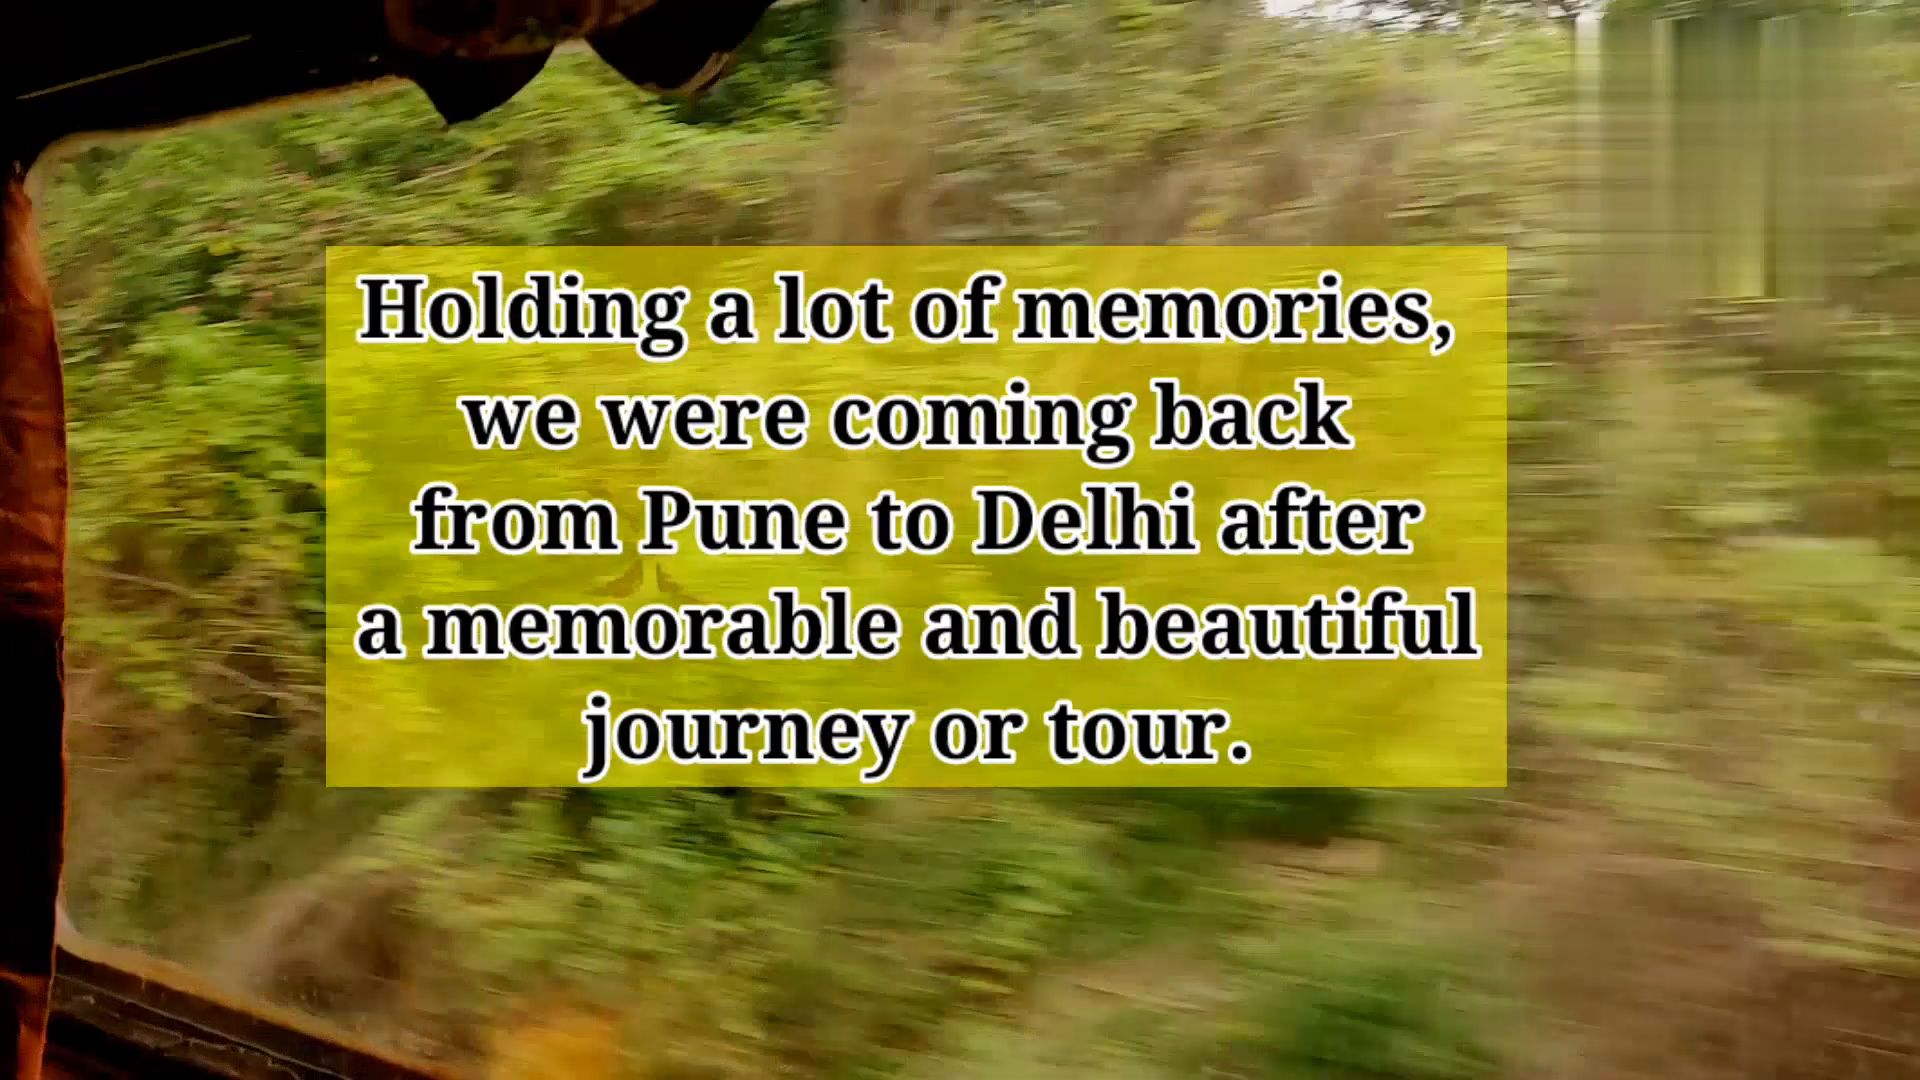 Holding a lot of memories,
we were coming back
from Pune to Delhi after
a memorable and beautiful
journey or tour.